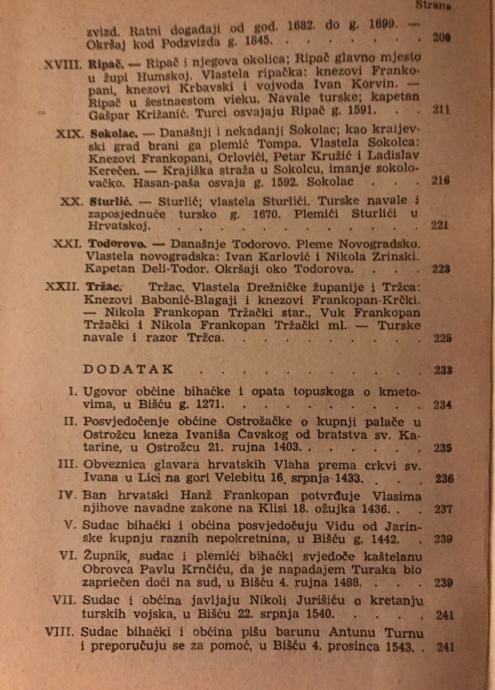 Strana
zvizd. Ratni događaji od god. 1682. do g. 1699. —
Okršaj kod Podzvizda g. 1845. . . . . . . . 209
XVIII. Ripač. — Ripač i njegova okolica; Ripač glavno mjesto
u župi Humskoj. Vlastela ripačka: knezovi Franko-
pani, knezovi Krbavski i vojvoda Ivan Korvin. —
Ripač u šestnaestom vieku. Navale turske; kapetan
Gašpar Križanić. Turci osvajaju Ripač g. 1591. . . . 211
XIX. Sokolac. — Današnji i nekadanji Sokolac; kao kraljev-
ski grad brani ga plemić Tompa. Vlastela Sokolca:
Knezovi Frankopani, Orlovići, Petar Kružić i Ladislav
Kerečen. — Krajiška straža u Sokolcu, imanje sokolo-
vačko. Hasan-paša osvaja g. 1592. Sokolac . . . 216
XX. Sturlić. — Sturlić; vlastela Sturlići. Turske navale i
zaposjednuće tursko g. 1670. Plemići Sturlići u
Hrvatskoj. . . . . . . . . . . . 221
XXI. Todorovo. — Današnje Todorovo. Pleme Novogradsko.
Vlastela novogradska: Ivan Karlović i Nikola Zrinski.
Kapetan Deli-Todor. Okršaji oko Todorova. . . . 223
XXII. Tržac. Tržac. Vlastela Drežničke županije i Tržca:
Knezovi Babonić-Blagaji i knezovi Frankopan-Krčki.
— Nikola Frankopan Tržački star., Vuk Frankopan
Tržački i Nikola Frankopan Tržački ml. — Turske
navale i razor Tržca. . . . . . . . . 225
DODATAK . . . . . . . . . 233
I. Ugovor občine bihaćke i opata topuskoga o kmeto-
vima, u Bišću g. 1271. . . . . . . . . 234
II. Posvjedočenje občine Ostrožačke o kupnji palače u
Ostrožcu kneza Ivaniša Čavskog od bratstva sv. Ka-
tarine, u Ostrožcu 21. rujna 1403. . . . . . . 235
III. Obveznica glavara hrvatskih Vlaha prema crkvi sv.
Ivana u Lici na gori Velebitu 16. srpnja 1433. . . . 236
IV. Ban hrvatski Hanž Frankopan potvrđuje Vlasima
njihove navadne zakone na Klisi 18. ožujka 1436. . . 237
V. Sudac bihaćki i občina posvjedočuju Vidu od Jarin-
ske kupnju raznih nepokretnina, u Bišću g. 1442. . 239
VI. Župnik, sudac i plemići bihaćki svjedoče kaštelanu
Obrovca Pavlu Krnčiću, da je napadajem Turaka bio
zapriečen doći na sud, u Bišću 4. rujna 1488. . . . 239
VII. Sudac i občina javljaju Nikoli Jurišiću o kretanju
turskih vojska, u Bišću 22. srpnja 1540. . . . . 241
VIII. Sudac bihaćki i občina pišu barunu Antunu Turnu
i preporučuju se za pomoć, u Bišću 4. prosinca 1543. . 241